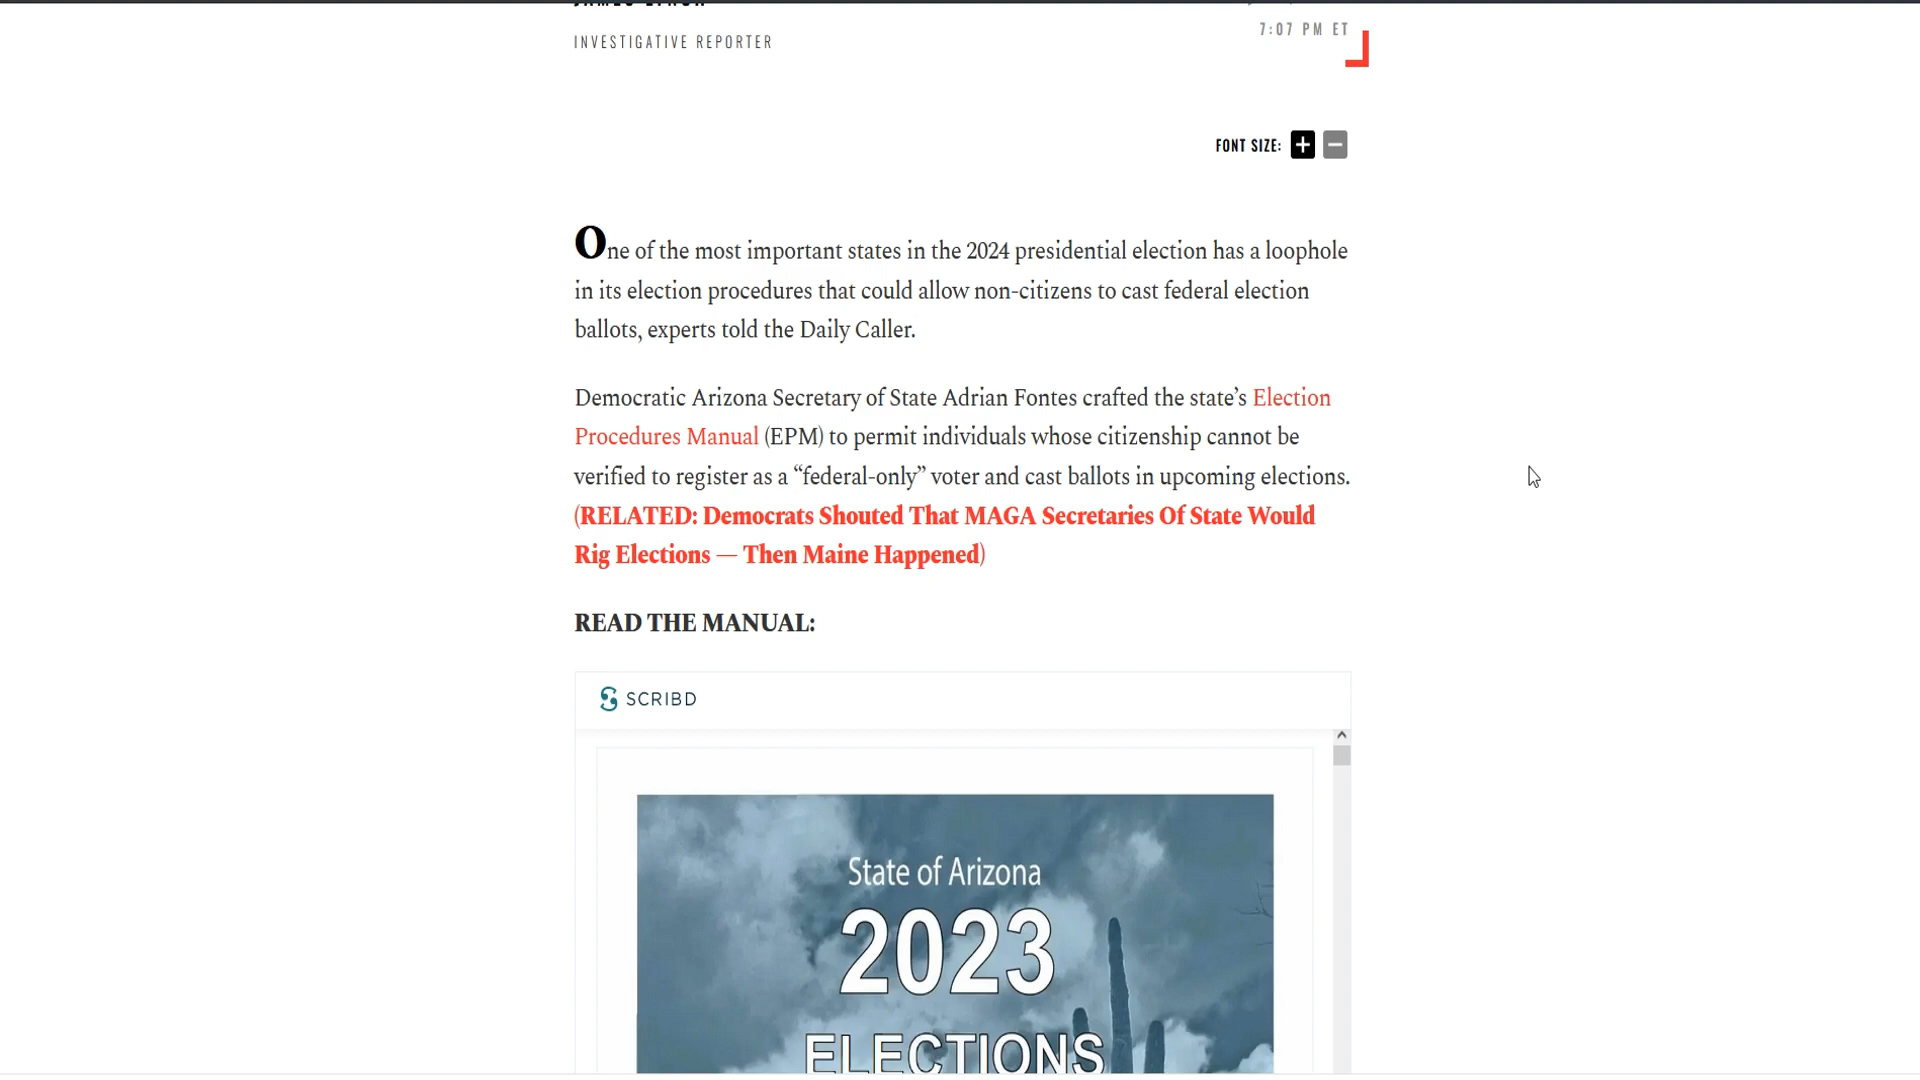 INVESTIGATIVE REPORTER
7:07 PM ET
FONT SIZE: + −
One of the most important states in the 2024 presidential election has a loophole
in its election procedures that could allow non-citizens to cast federal election
ballots, experts told the Daily Caller.
Democratic Arizona Secretary of State Adrian Fontes crafted the state’s Election
Procedures Manual (EPM) to permit individuals whose citizenship cannot be
verified to register as a “federal-only” voter and cast ballots in upcoming elections.
(RELATED: Democrats Shouted That MAGA Secretaries Of State Would
Rig Elections — Then Maine Happened)
READ THE MANUAL:
SCRIBD
State of Arizona
2023
ELECTIONS